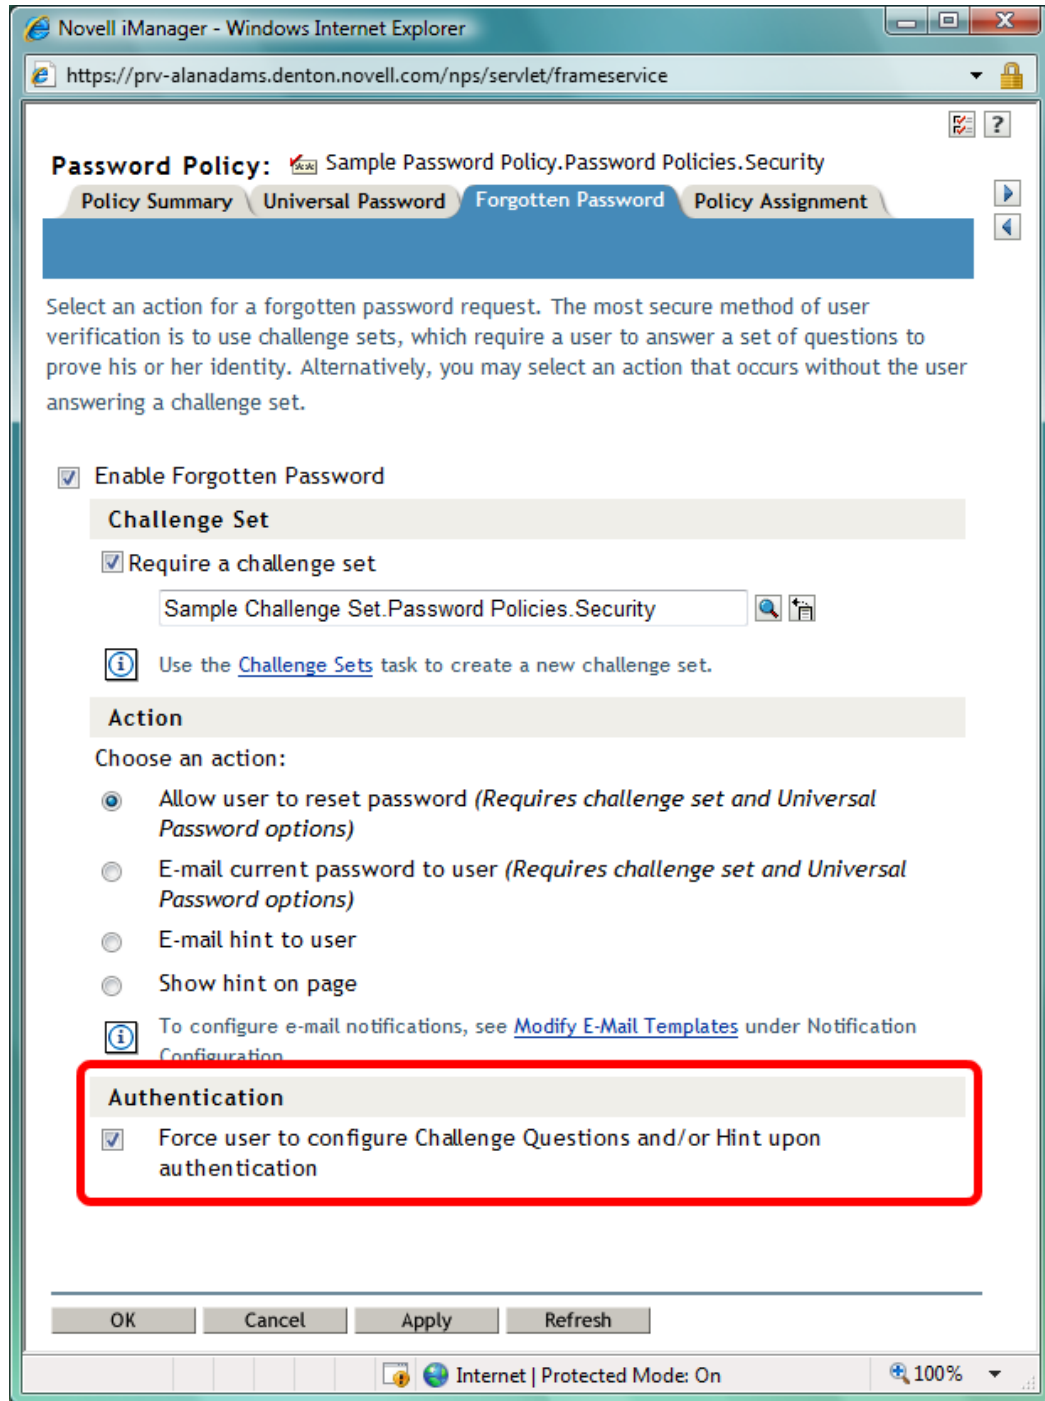 Novell iManager - Windows Internet Explorer
https://prv-alanadams.denton.novell.com/nps/servlet/frameservice
?
Password Policy: Sample Password Policy.Password Policies.Security
Policy Summary Universal Password Forgotten Password Policy Assignment
Select an action for a forgotten password request. The most secure method of user
verification is to use challenge sets, which require a user to answer a set of questions to
prove his or her identity. Alternatively, you may select an action that occurs without the user
answering a challenge set.
Enable Forgotten Password
Challenge Set
Require a challenge set
Sample Challenge Set.Password Policies.Security
Use the Challenge Sets task to create a new challenge set.
Action
Choose an action:
Allow user to reset password (Requires challenge set and Universal
Password options)
E-mail current password to user (Requires challenge set and Universal
Password options)
E-mail hint to user
Show hint on page
To configure e-mail notifications, see Modify E-Mail Templates under Notification
Configuration
Authentication
Force user to configure Challenge Questions and/or Hint upon
authentication
OK Cancel Apply Refresh
Internet | Protected Mode: On 100%